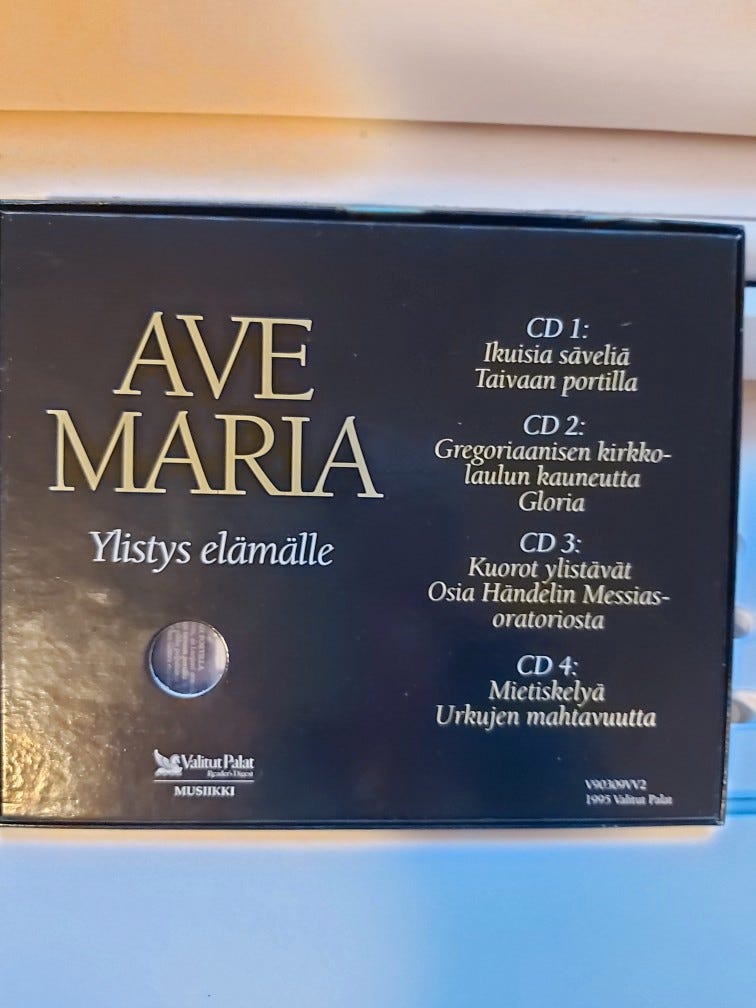 AVE
MARIA
Ylistys elämälle
Valitut Palat
Reader's Digest
MUSIIKKI
CD 1:
Ikuisia säveliä
Taivaan portilla
CD 2:
Gregoriaanisen kirkko-
laulun kauneutta
Gloria
CD 3:
Kuorot ylistävät
Osia Händelin Messias-
oratoriosta
CD 4:
Mietiskelyä
Urkujen mahtavuutta
V90309VV2
1995 Valitut Palat